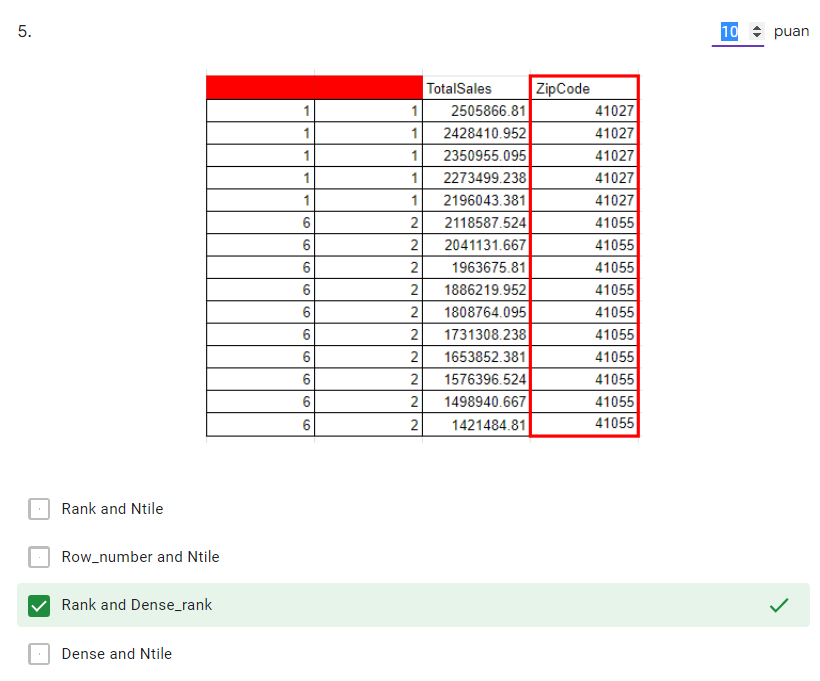 5.
10 puan
TotalSales ZipCode
1 1 2505866.81 41027
1 1 2428410.952 41027
1 1 2350955.095 41027
1 1 2273499.238 41027
1 1 2196043.381 41027
6 2 2118587.524 41055
6 2 2041131.667 41055
6 2 1963675.81 41055
6 2 1886219.952 41055
6 2 1808764.095 41055
6 2 1731308.238 41055
6 2 1653852.381 41055
6 2 1576396.524 41055
6 2 1498940.667 41055
6 2 1421484.81 41055
Rank and Ntile
Row_number and Ntile
Rank and Dense_rank
Dense and Ntile